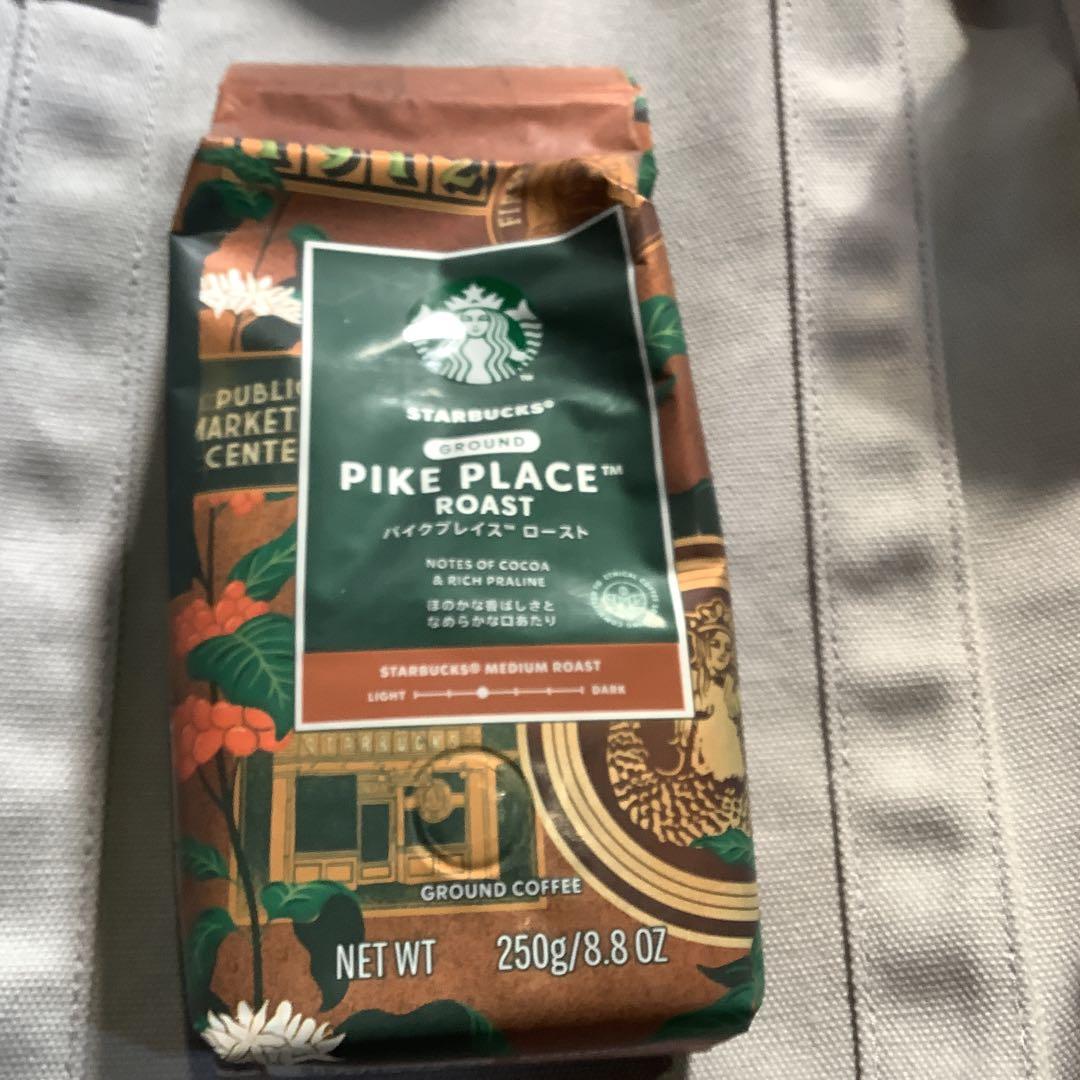 1912
PUBLIC
MARKET
CENTE
STARBUCKS®
GROUND
PIKE PLACE™
ROAST
パイクプレイス™ ロースト
NOTES OF COCOA
& RICH PRALINE
ほのかな香ばしさと
なめらかな口あたり
STARBUCKS® MEDIUM ROAST
LIGHT DARK
STARBUCKS
GROUND COFFEE
NET WT 250g/8.8 OZ